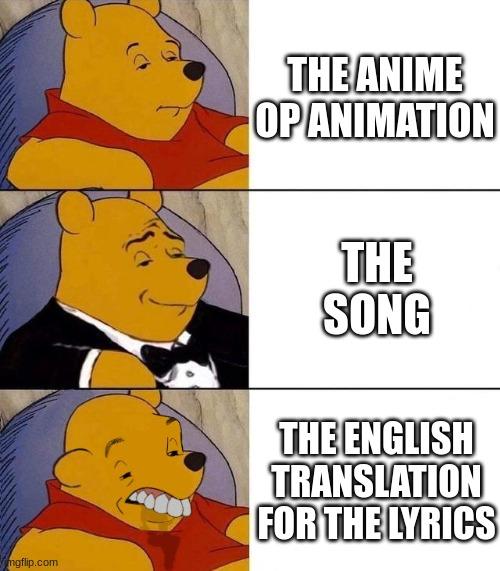 THE ANIME
OP ANIMATION
THE
SONG
THE ENGLISH
TRANSLATION
FOR THE LYRICS
imgflip.com